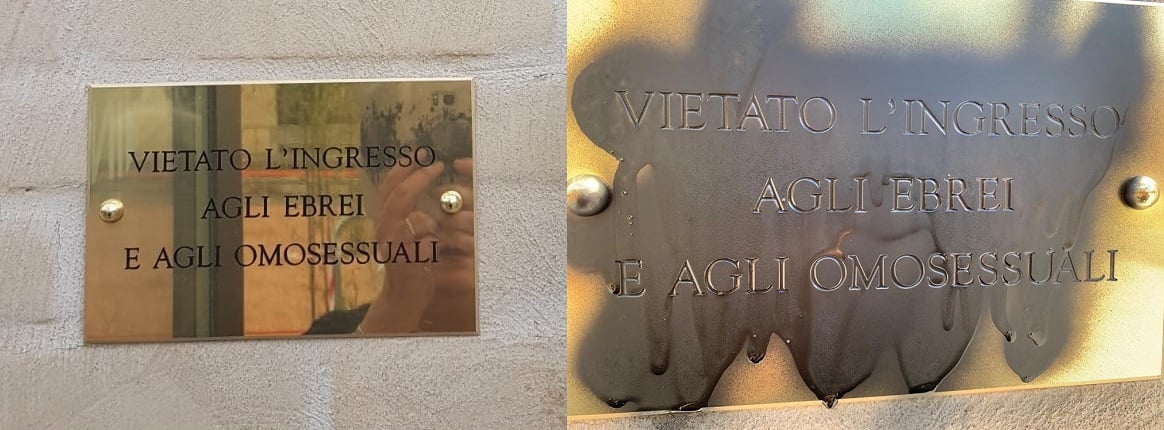 VIETATO L'INGRESSO
AGLI EBREI
E AGLI OMOSESSUALI
VIETATO L'INGRESSO
AGLI EBREI
E AGLI OMOSESSUALI